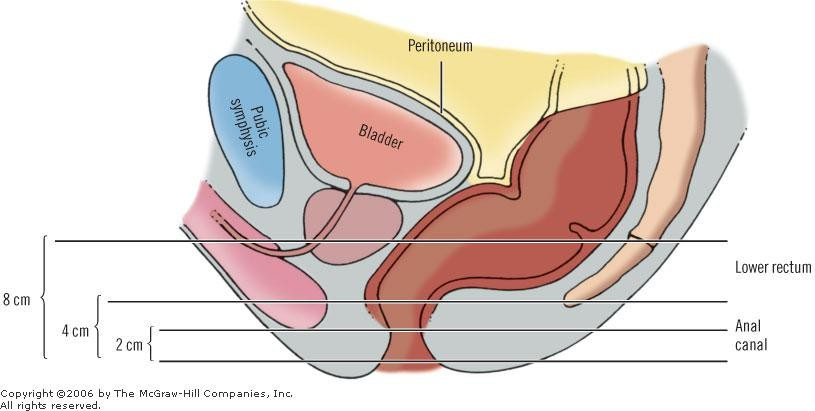 Peritoneum
Pubic
symphysis
Bladder
8 cm
4 cm
2 cm
Lower rectum
Anal
canal
Copyright ©2006 by The McGraw-Hill Companies, Inc.
All rights reserved.